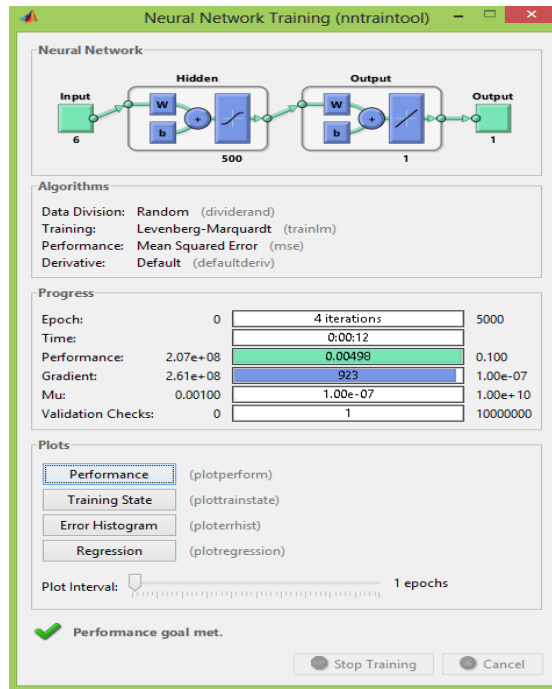 Neural Network Training (nntraintool)
Neural Network
Hidden Output
Input Output
W W
+ +
b b
6 500 1 1
Algorithms
Data Division: Random (dividerand)
Training: Levenberg-Marquardt (trainlm)
Performance: Mean Squared Error (mse)
Derivative: Default (defaultderiv)
Progress
Epoch: 0 4 iterations 5000
Time: 0:00:12
Performance: 2.07e+08 0.00498 0.100
Gradient: 2.61e+08 923 1.00e-07
Mu: 0.00100 1.00e-07 1.00e+10
Validation Checks: 0 1 10000000
Plots
Performance (plotperform)
Training State (plottrainstate)
Error Histogram (ploterrhist)
Regression (plotregression)
Plot Interval: 1 epochs
Performance goal met.
Stop Training Cancel